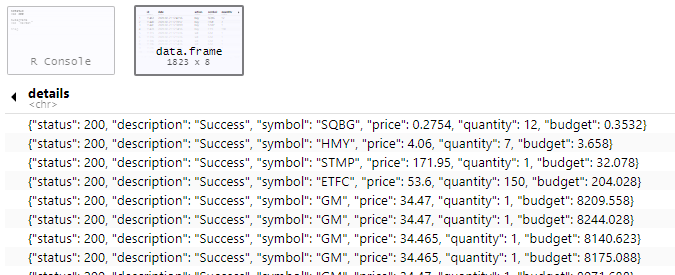 R Console
data.frame
1823 x 8
details
<chr>
{"status": 200, "description": "Success", "symbol": "SQBG", "price": 0.2754, "quantity": 12, "budget": 0.3532}
{"status": 200, "description": "Success", "symbol": "HMY", "price": 4.06, "quantity": 7, "budget": 3.658}
{"status": 200, "description": "Success", "symbol": "STMP", "price": 171.95, "quantity": 1, "budget": 32.078}
{"status": 200, "description": "Success", "symbol": "ETFC", "price": 53.6, "quantity": 150, "budget": 204.028}
{"status": 200, "description": "Success", "symbol": "GM", "price": 34.47, "quantity": 1, "budget": 8209.558}
{"status": 200, "description": "Success", "symbol": "GM", "price": 34.47, "quantity": 1, "budget": 8244.028}
{"status": 200, "description": "Success", "symbol": "GM", "price": 34.465, "quantity": 1, "budget": 8140.623}
{"status": 200, "description": "Success", "symbol": "GM", "price": 34.465, "quantity": 1, "budget": 8175.088}
{"status": 200, "description": "Success", "symbol": "GM", "price": 34.47, "quantity": 1, "budget":